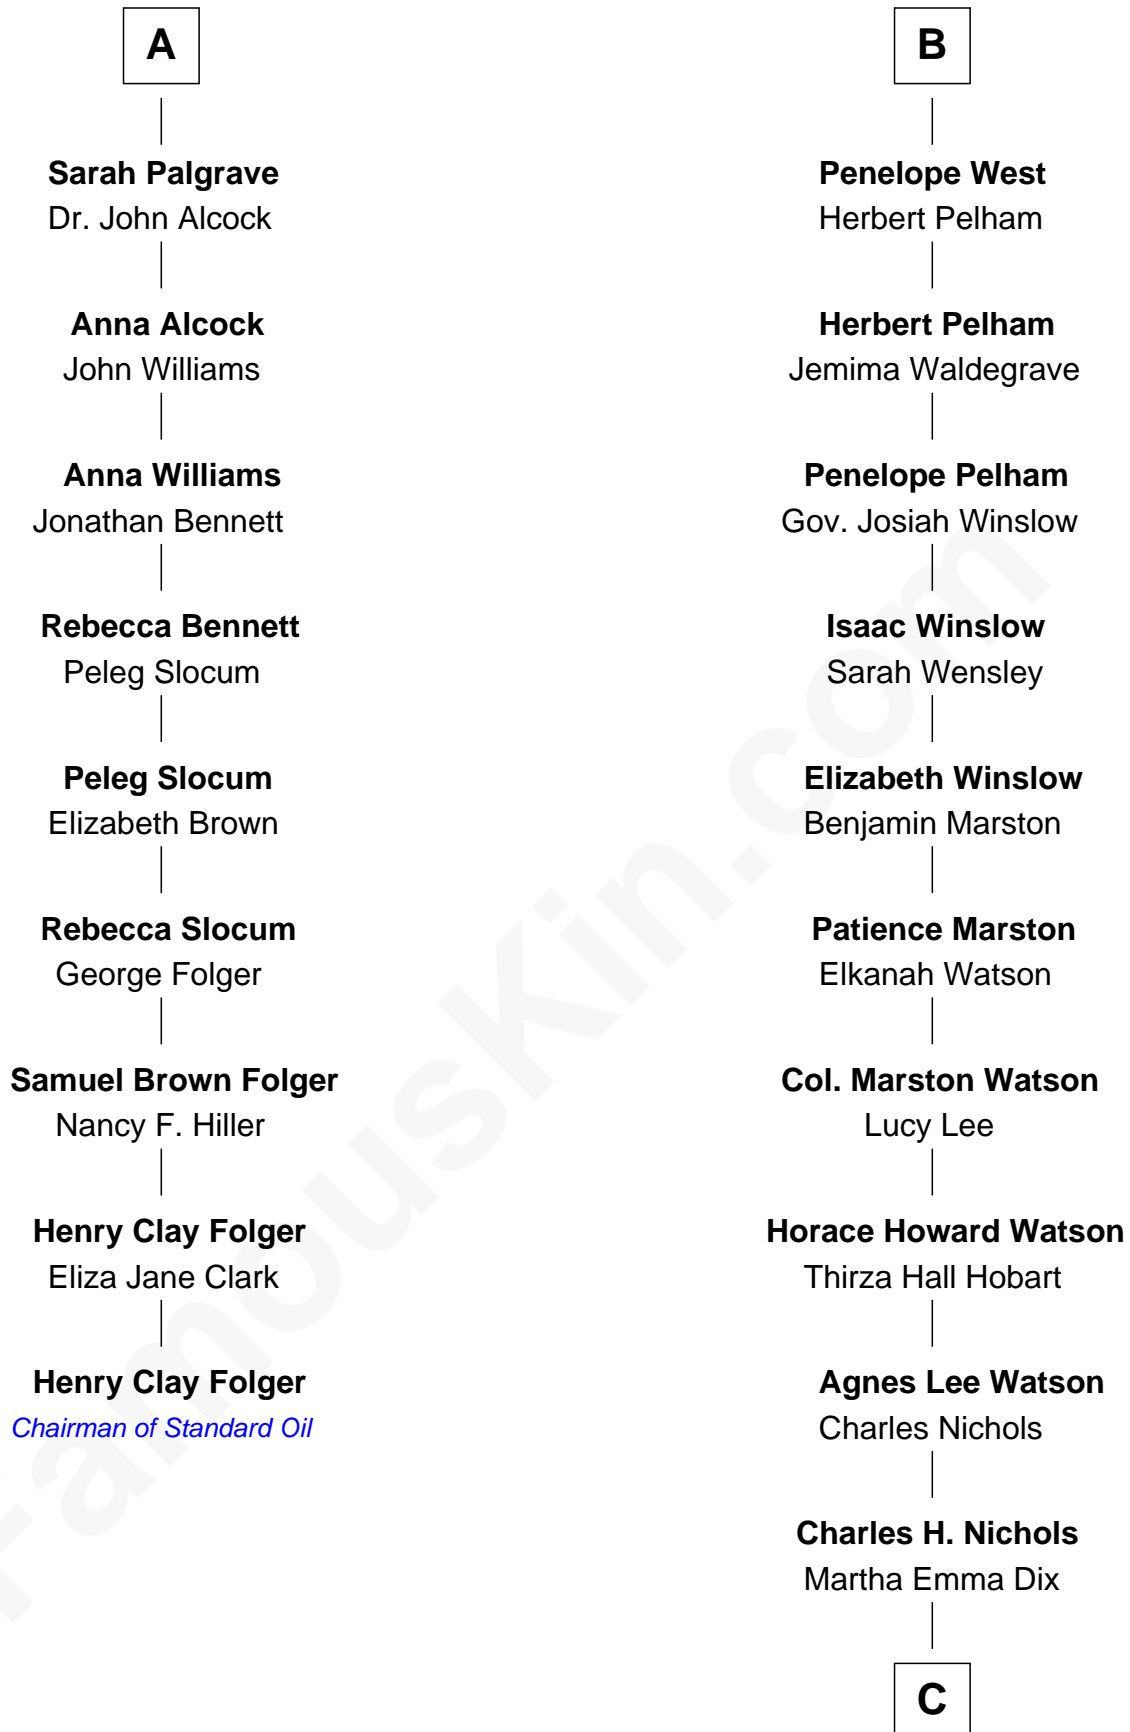 A
Sarah Palgrave
Dr. John Alcock
Anna Alcock
John Williams
Anna Williams
Jonathan Bennett
Rebecca Bennett
Peleg Slocum
Peleg Slocum
Elizabeth Brown
Rebecca Slocum
George Folger
Samuel Brown Folger
Nancy F. Hiller
Henry Clay Folger
Eliza Jane Clark
Henry Clay Folger
Chairman of Standard Oil
B
Penelope West
Herbert Pelham
Herbert Pelham
Jemima Waldegrave
Penelope Pelham
Gov. Josiah Winslow
Isaac Winslow
Sarah Wensley
Elizabeth Winslow
Benjamin Marston
Patience Marston
Elkanah Watson
Col. Marston Watson
Lucy Lee
Horace Howard Watson
Thirza Hall Hobart
Agnes Lee Watson
Charles Nichols
Charles H. Nichols
Martha Emma Dix
C
FamousKin.com